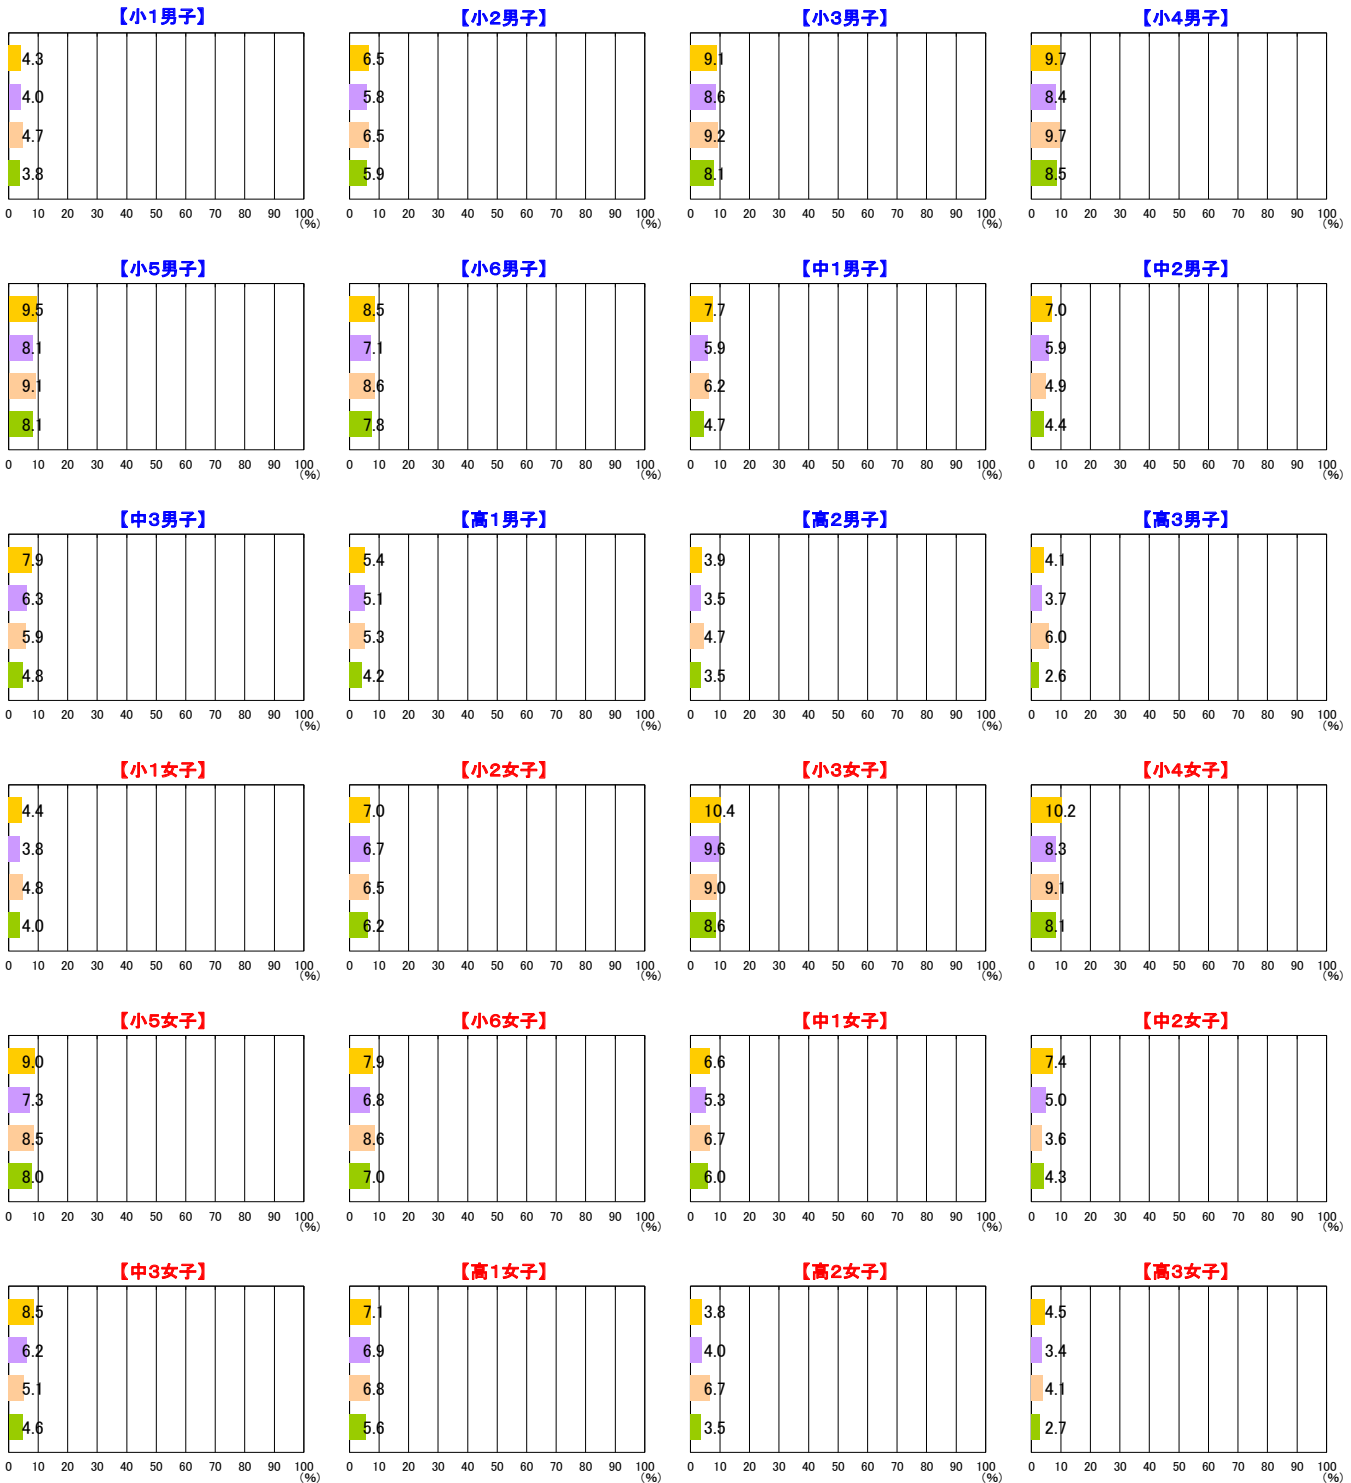 【小1男子】 【小2男子】 【小3男子】 【小4男子】
4.3 6.5 9.1 9.7
4.0 5.8 8.6 8.4
4.7 6.5 9.2 9.7
3.8 5.9 8.1 8.5
0 10 20 30 40 50 60 70 80 90 100 0 10 20 30 40 50 60 70 80 90 100 0 10 20 30 40 50 60 70 80 90 100 0 10 20 30 40 50 60 70 80 90 100
(%) (%) (%) (%)
【小5男子】 【小6男子】 【中1男子】 【中2男子】
9.5 8.5 7.7 7.0
8.1 7.1 5.9 5.9
9.1 8.6 6.2 4.9
8.1 7.8 4.7 4.4
0 10 20 30 40 50 60 70 80 90 100 0 10 20 30 40 50 60 70 80 90 100 0 10 20 30 40 50 60 70 80 90 100 0 10 20 30 40 50 60 70 80 90 100
(%) (%) (%) (%)
【中3男子】 【高1男子】 【高2男子】 【高3男子】
7.9 5.4 3.9 4.1
6.3 5.1 3.5 3.7
5.9 5.3 4.7 6.0
4.8 4.2 3.5 2.6
0 10 20 30 40 50 60 70 80 90 100 0 10 20 30 40 50 60 70 80 90 100 0 10 20 30 40 50 60 70 80 90 100 0 10 20 30 40 50 60 70 80 90 100
(%) (%) (%) (%)
【小1女子】 【小2女子】 【小3女子】 【小4女子】
4.4 7.0 10.4 10.2
3.8 6.7 9.6 8.3
4.8 6.5 9.0 9.1
4.0 6.2 8.6 8.1
0 10 20 30 40 50 60 70 80 90 100 0 10 20 30 40 50 60 70 80 90 100 0 10 20 30 40 50 60 70 80 90 100 0 10 20 30 40 50 60 70 80 90 100
(%) (%) (%) (%)
【小5女子】 【小6女子】 【中1女子】 【中2女子】
9.0 7.9 6.6 7.4
7.3 6.8 5.3 5.0
8.5 8.6 6.7 3.6
8.0 7.0 6.0 4.3
0 10 20 30 40 50 60 70 80 90 100 0 10 20 30 40 50 60 70 80 90 100 0 10 20 30 40 50 60 70 80 90 100 0 10 20 30 40 50 60 70 80 90 100
(%) (%) (%) (%)
【中3女子】 【高1女子】 【高2女子】 【高3女子】
8.5 7.1 3.8 4.5
6.2 6.9 4.0 3.4
5.1 6.8 6.7 4.1
4.6 5.6 3.5 2.7
0 10 20 30 40 50 60 70 80 90 100 0 10 20 30 40 50 60 70 80 90 100 0 10 20 30 40 50 60 70 80 90 100 0 10 20 30 40 50 60 70 80 90 100
(%) (%) (%) (%)